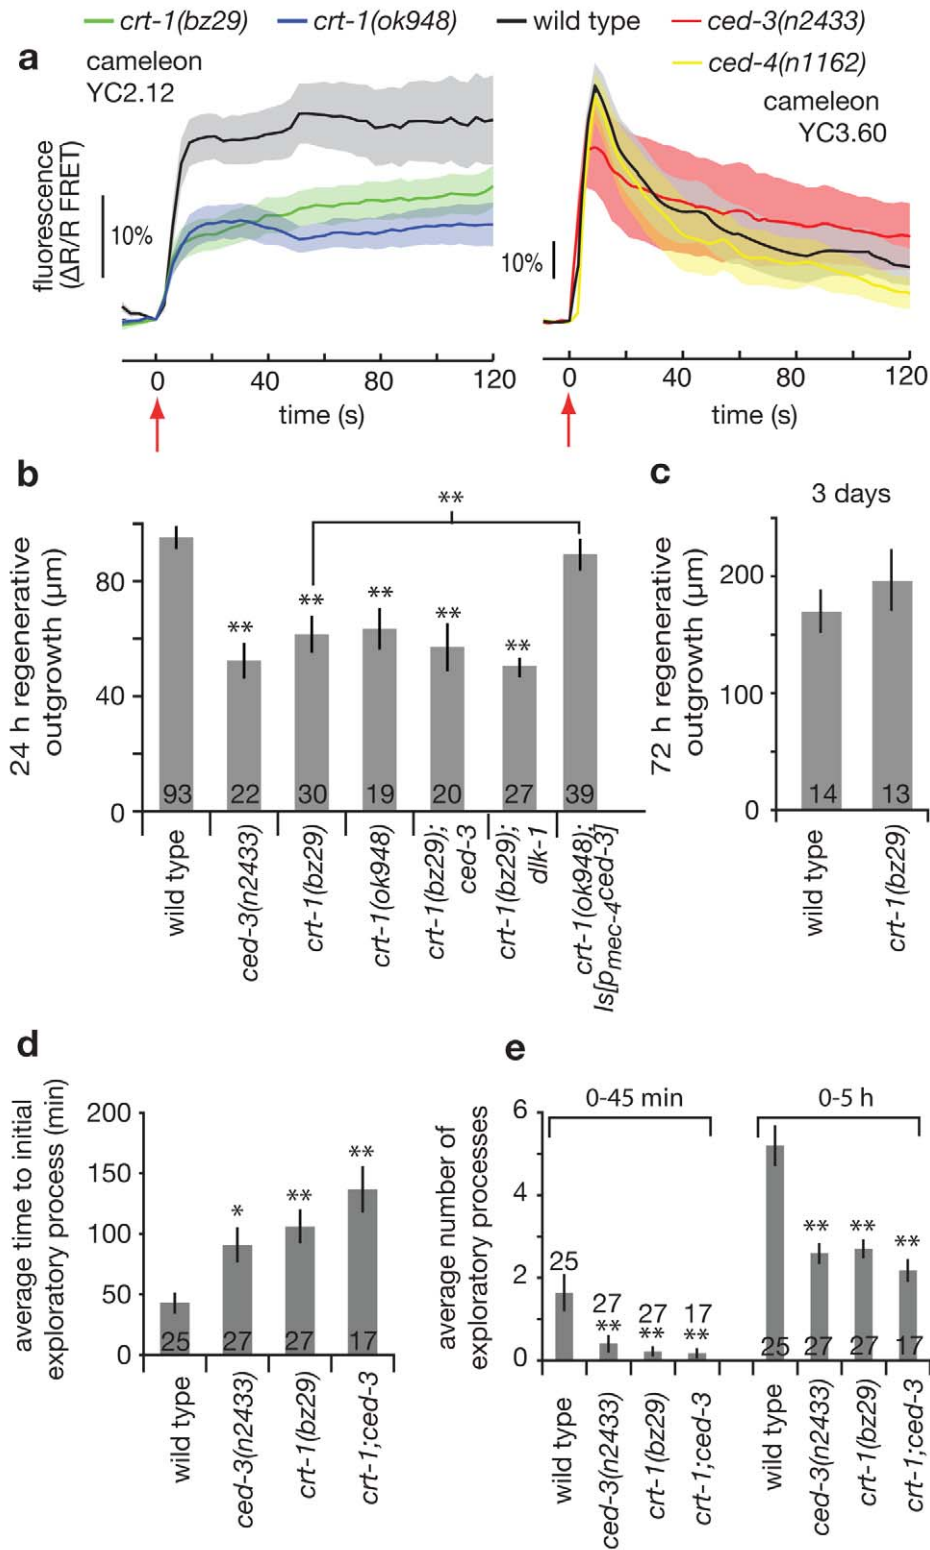 crt-1(bz29) crt-1(ok948) wild type ced-3(n2433)
ced-4(n1162)
a
cameleon
YC2.12
cameleon
YC3.60
fluorescence
(ΔR/R FRET)
10%
10%
0 40 80 120
time (s)
0 40 80 120
time (s)
b
24 h regenerative
outgrowth (µm)
80
40
0
**
** ** ** ** **
93 22 30 19 20 27 39
wild type
ced-3(n2433)
crt-1(bz29)
crt-1(ok948)
crt-1(bz29);
ced-3
crt-1(bz29);
dlk-1
crt-1(ok948);
Is[pmec-4ced-3]
c
3 days
72 h regenerative
outgrowth (µm)
200
100
0
14 13
wild type
crt-1(bz29)
d
average time to initial
exploratory process (min)
200
150
100
50
0
* ** **
25 27 27 17
wild type
ced-3(n2433)
crt-1(bz29)
crt-1;ced-3
e
average number of
exploratory processes
6
4
2
0
0-45 min
25 27 27 17
** ** **
wild type
ced-3(n2433)
crt-1(bz29)
crt-1;ced-3
0-5 h
** ** **
25 27 27 17
wild type
ced-3(n2433)
crt-1(bz29)
crt-1;ced-3